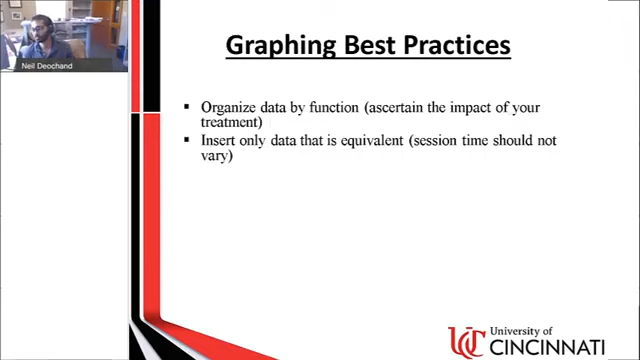 Neil Deochand
Graphing Best Practices
▪ Organize data by function (ascertain the impact of your
treatment)
▪ Insert only data that is equivalent (session time should not
vary)
UC
University of
CINCINNATI